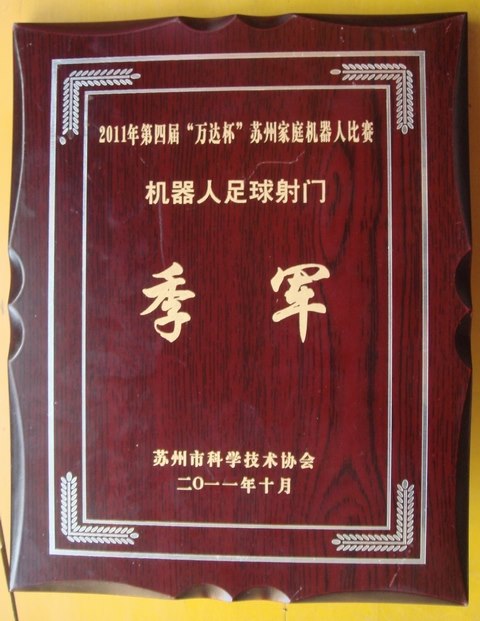 2011年第四届“万达杯”苏州家庭机器人比赛
机器人足球射门
季军
苏州市科学技术协会
二〇一一年十月